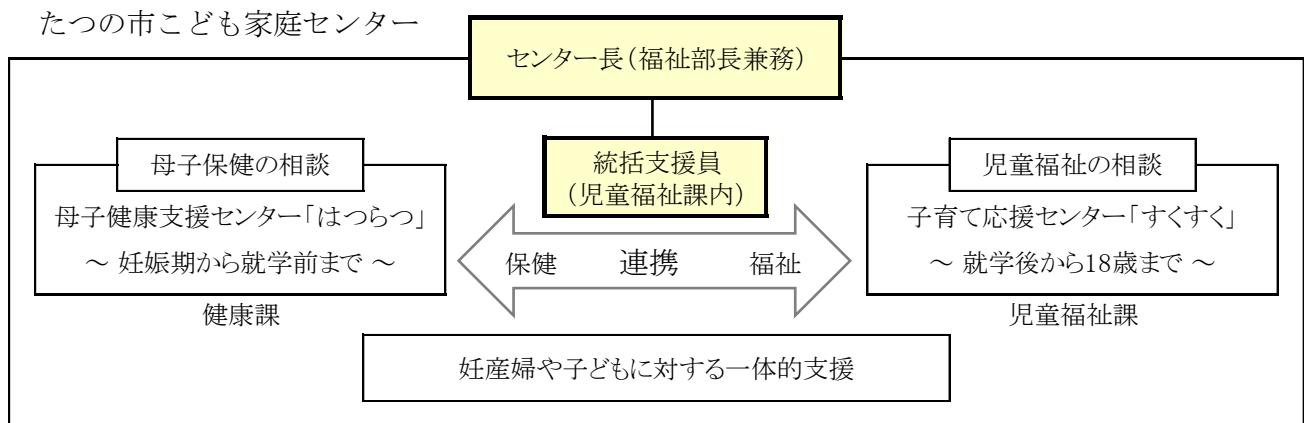 たつの市こども家庭センター
センター長（福祉部長兼務）
統括支援員
（児童福祉課内）
母子保健の相談
母子健康支援センター「はつらつ」
～ 妊娠期から就学前まで ～
健康課
保健 連携 福祉
児童福祉の相談
子育て応援センター「すくすく」
～ 就学後から18歳まで ～
児童福祉課
妊産婦や子どもに対する一体的支援